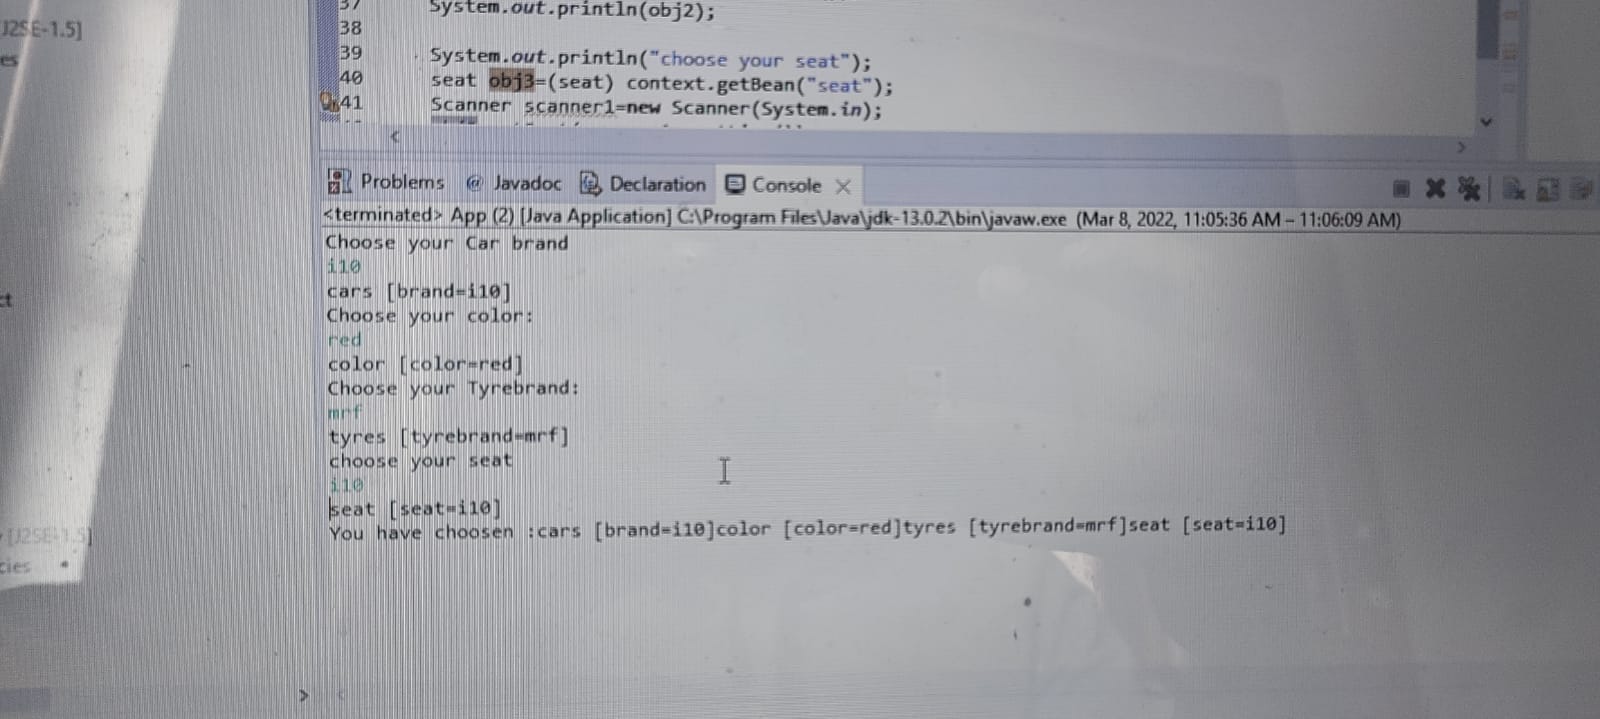 J2SE-1.5]
es
37 System.out.println(obj2);
38
39 System.out.println("choose your seat");
40 seat obj3=(seat) context.getBean("seat");
41 Scanner scanner1=new Scanner(System.in);
Problems @ Javadoc Declaration Console
<terminated> App (2) [Java Application] C:\Program Files\Java\jdk-13.0.2\bin\javaw.exe (Mar 8, 2022, 11:05:36 AM – 11:06:09 AM)
Choose your Car brand
i10
cars [brand=i10]
ct
Choose your color:
red
color [color=red]
Choose your Tyrebrand:
mrf
tyres [tyrebrand=mrf]
choose your seat
i10
seat [seat=i10]
You have choosen :cars [brand=i10]color [color=red]tyres [tyrebrand=mrf]seat [seat=i10]
[J2SE-1.5]
cies